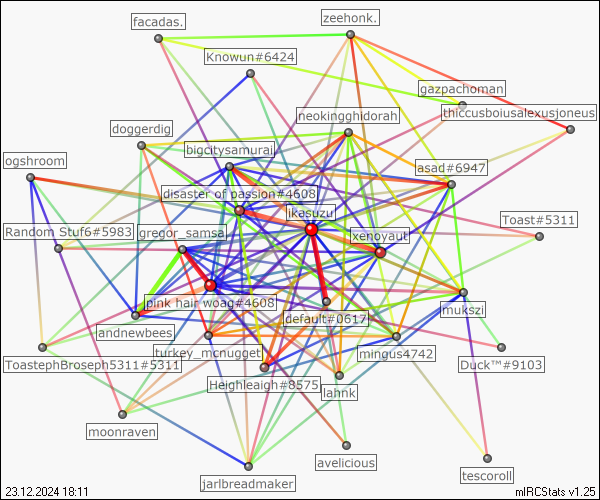 zeehonk.
facadas.
Knowun#6424
gazpachoman
neokingghidorah
thiccusboiusalexusjoneus
doggerdig
bigcitysamurai
ogshroom
asad#6947
disaster of passion#4608
ikasuzu
Toast#5311
Random Stuf6#5983
gregor_samsa
xenoyaut
pink hair woag#4608
default#0617
mukszi
andnewbees
turkey_mcnugget
mingus4742
ToastephBroseph5311#5311
Duck™#9103
Heighleaigh#8575
lahnk
moonraven
avelicious
jarlbreadmaker
tescoroll
23.12.2024 18:11
mIRCStats v1.25